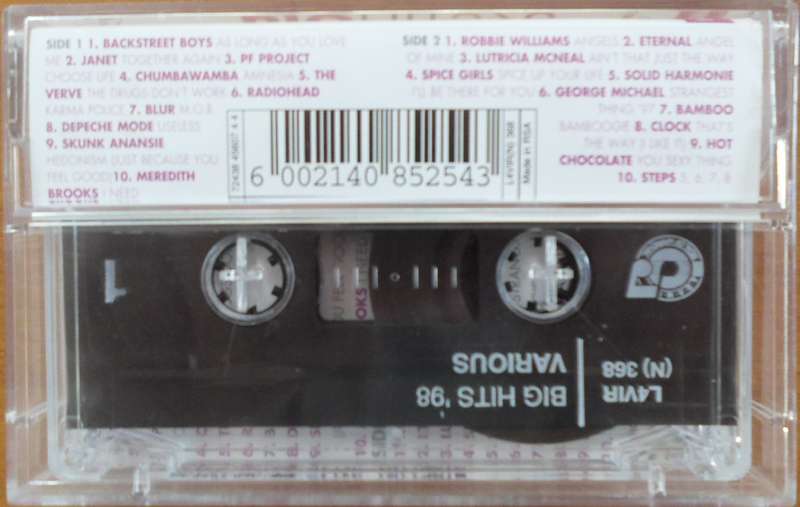 SIDE 1 1. BACKSTREET BOYS AS LONG AS YOU LOVE
ME 2. JANET TOGETHER AGAIN 3. PF PROJECT
CHOOSE LIFE 4. CHUMBAWAMBA AMNESIA 5. THE
VERVE THE DRUGS DON'T WORK 6. RADIOHEAD
KARMA POLICE 7. BLUR M.O.R.
8. DEPECHE MODE USELESS
9. SKUNK ANANSIE
HEDONISM (JUST BECAUSE YOU
FEEL GOOD) 10. MEREDITH
BROOKS I NEED
SIDE 2 1. ROBBIE WILLIAMS ANGELS 2. ETERNAL ANGEL
OF MINE 3. LUTRICIA MCNEAL AIN'T THAT JUST THE WAY
4. SPICE GIRLS SPICE UP YOUR LIFE 5. SOLID HARMONIE
I'LL BE THERE FOR YOU 6. GEORGE MICHAEL STRANGEST
THING '97 7. BAMBOO
BAMBOOGIE 8. CLOCK THAT'S
THE WAY (I LIKE IT) 9. HOT
CHOCOLATE YOU SEXY THING
10. STEPS 5, 6, 7, 8
72438 45807 4 4
6 002140 852543
L4VIR(N) 368
Made in RSA
1
L4VIR
(N) 368
BIG HITS '98
VARIOUS